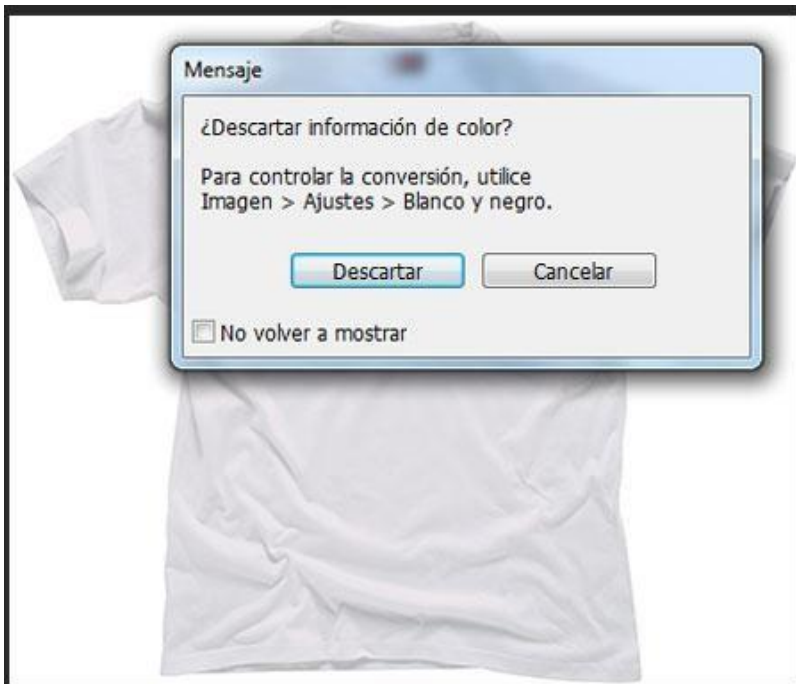 Mensaje
¿Descartar información de color?
Para controlar la conversión, utilice
Imagen > Ajustes > Blanco y negro.
Descartar
Cancelar
No volver a mostrar